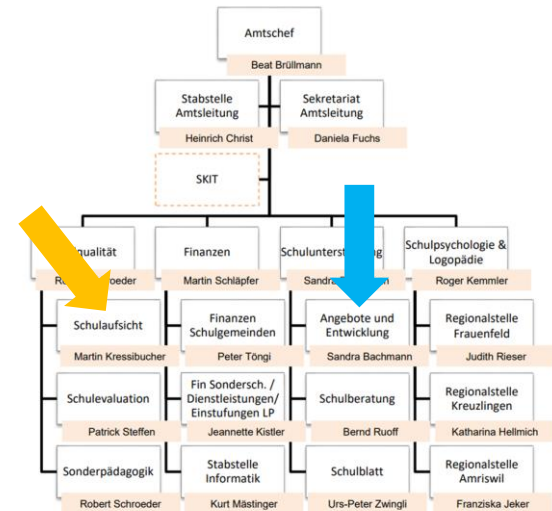 Amtschef
Beat Brüllmann
Stabstelle
Amtsleitung
Heinrich Christ
Sekretariat
Amtsleitung
Daniela Fuchs
SKIT
Finanzen
Martin Schläpfer
Schulpsychologie &
Logopädie
Roger Kemmler
Schulaufsicht
Martin Kressibucher
Finanzen
Schulgemeinden
Peter Töngi
Angebote und
Entwicklung
Sandra Bachmann
Regionalstelle
Frauenfeld
Judith Rieser
Schulevaluation
Patrick Steffen
Fin Sondersch. /
Dienstleistungen/
Einstufungen LP
Jeannette Kistler
Schulberatung
Bernd Ruoff
Regionalstelle
Kreuzlingen
Katharina Hellmich
Sonderpädagogik
Robert Schroeder
Stabstelle
Informatik
Kurt Mästinger
Schulblatt
Urs-Peter Zwingli
Regionalstelle
Amriswil
Franziska Jeker